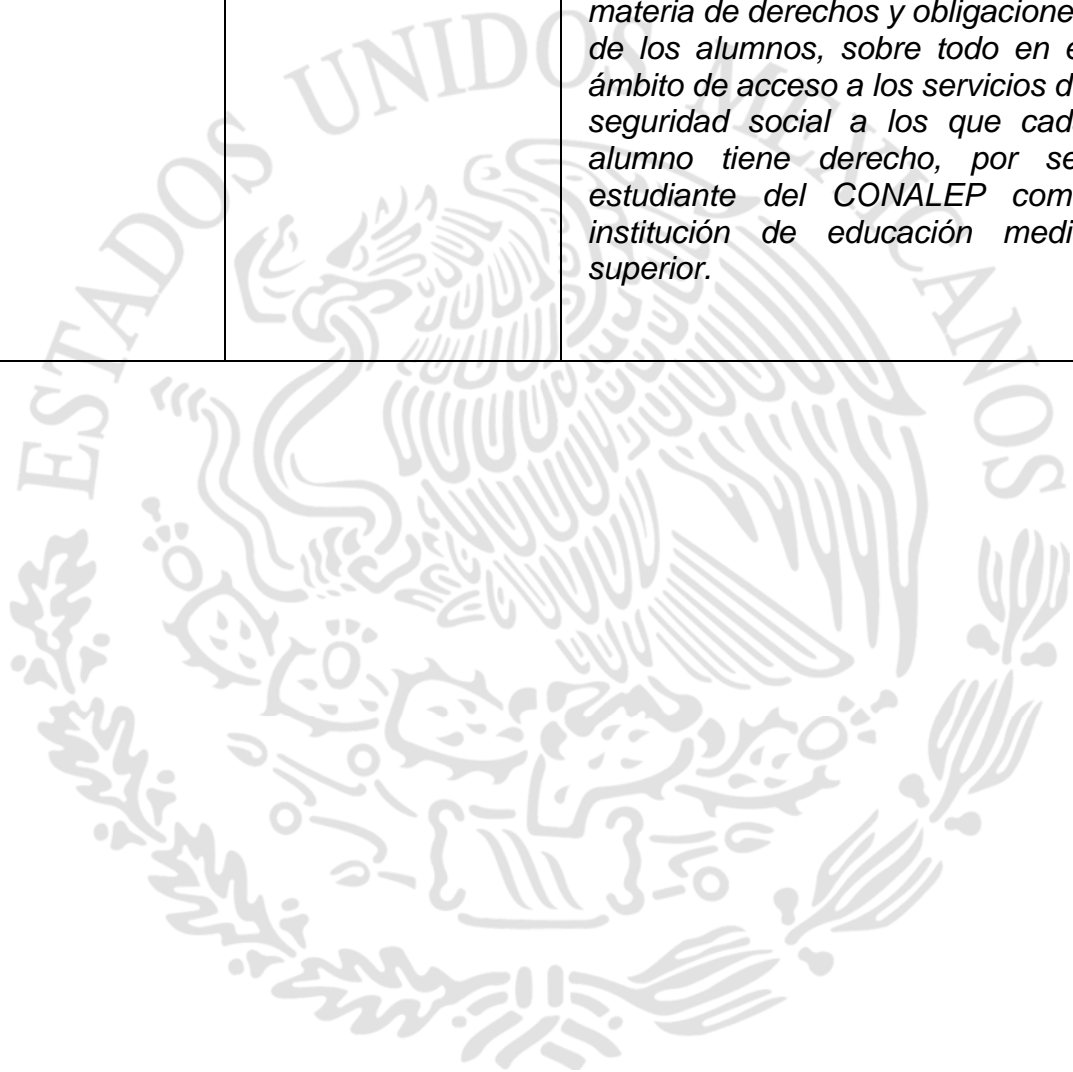 materia de derechos y obligacione
de los alumnos, sobre todo en e
ámbito de acceso a los servicios d
seguridad social a los que cad
alumno tiene derecho, por se
estudiante del CONALEP com
institución de educación medi
superior.
ESTADOS UNIDOS MEXICANOS